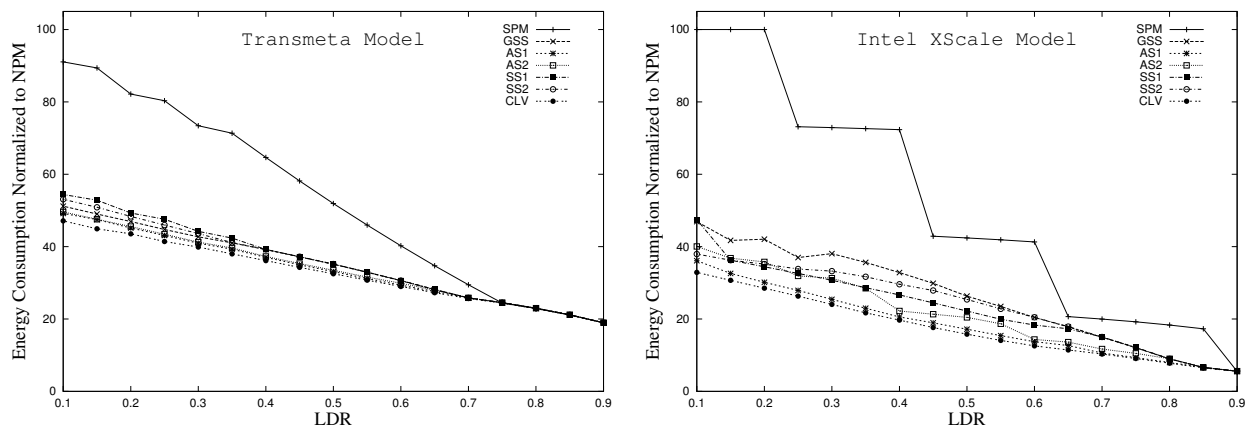 Transmeta Model
Energy Consumption Normalized to NPM
100
80
60
40
20
0
SPM
GSS
AS1
AS2
SS1
SS2
CLV
0.1 0.2 0.3 0.4 0.5 0.6 0.7 0.8 0.9
LDR
Intel XScale Model
Energy Consumption Normalized to NPM
100
80
60
40
20
0
SPM
GSS
AS1
AS2
SS1
SS2
CLV
0.1 0.2 0.3 0.4 0.5 0.6 0.7 0.8 0.9
LDR